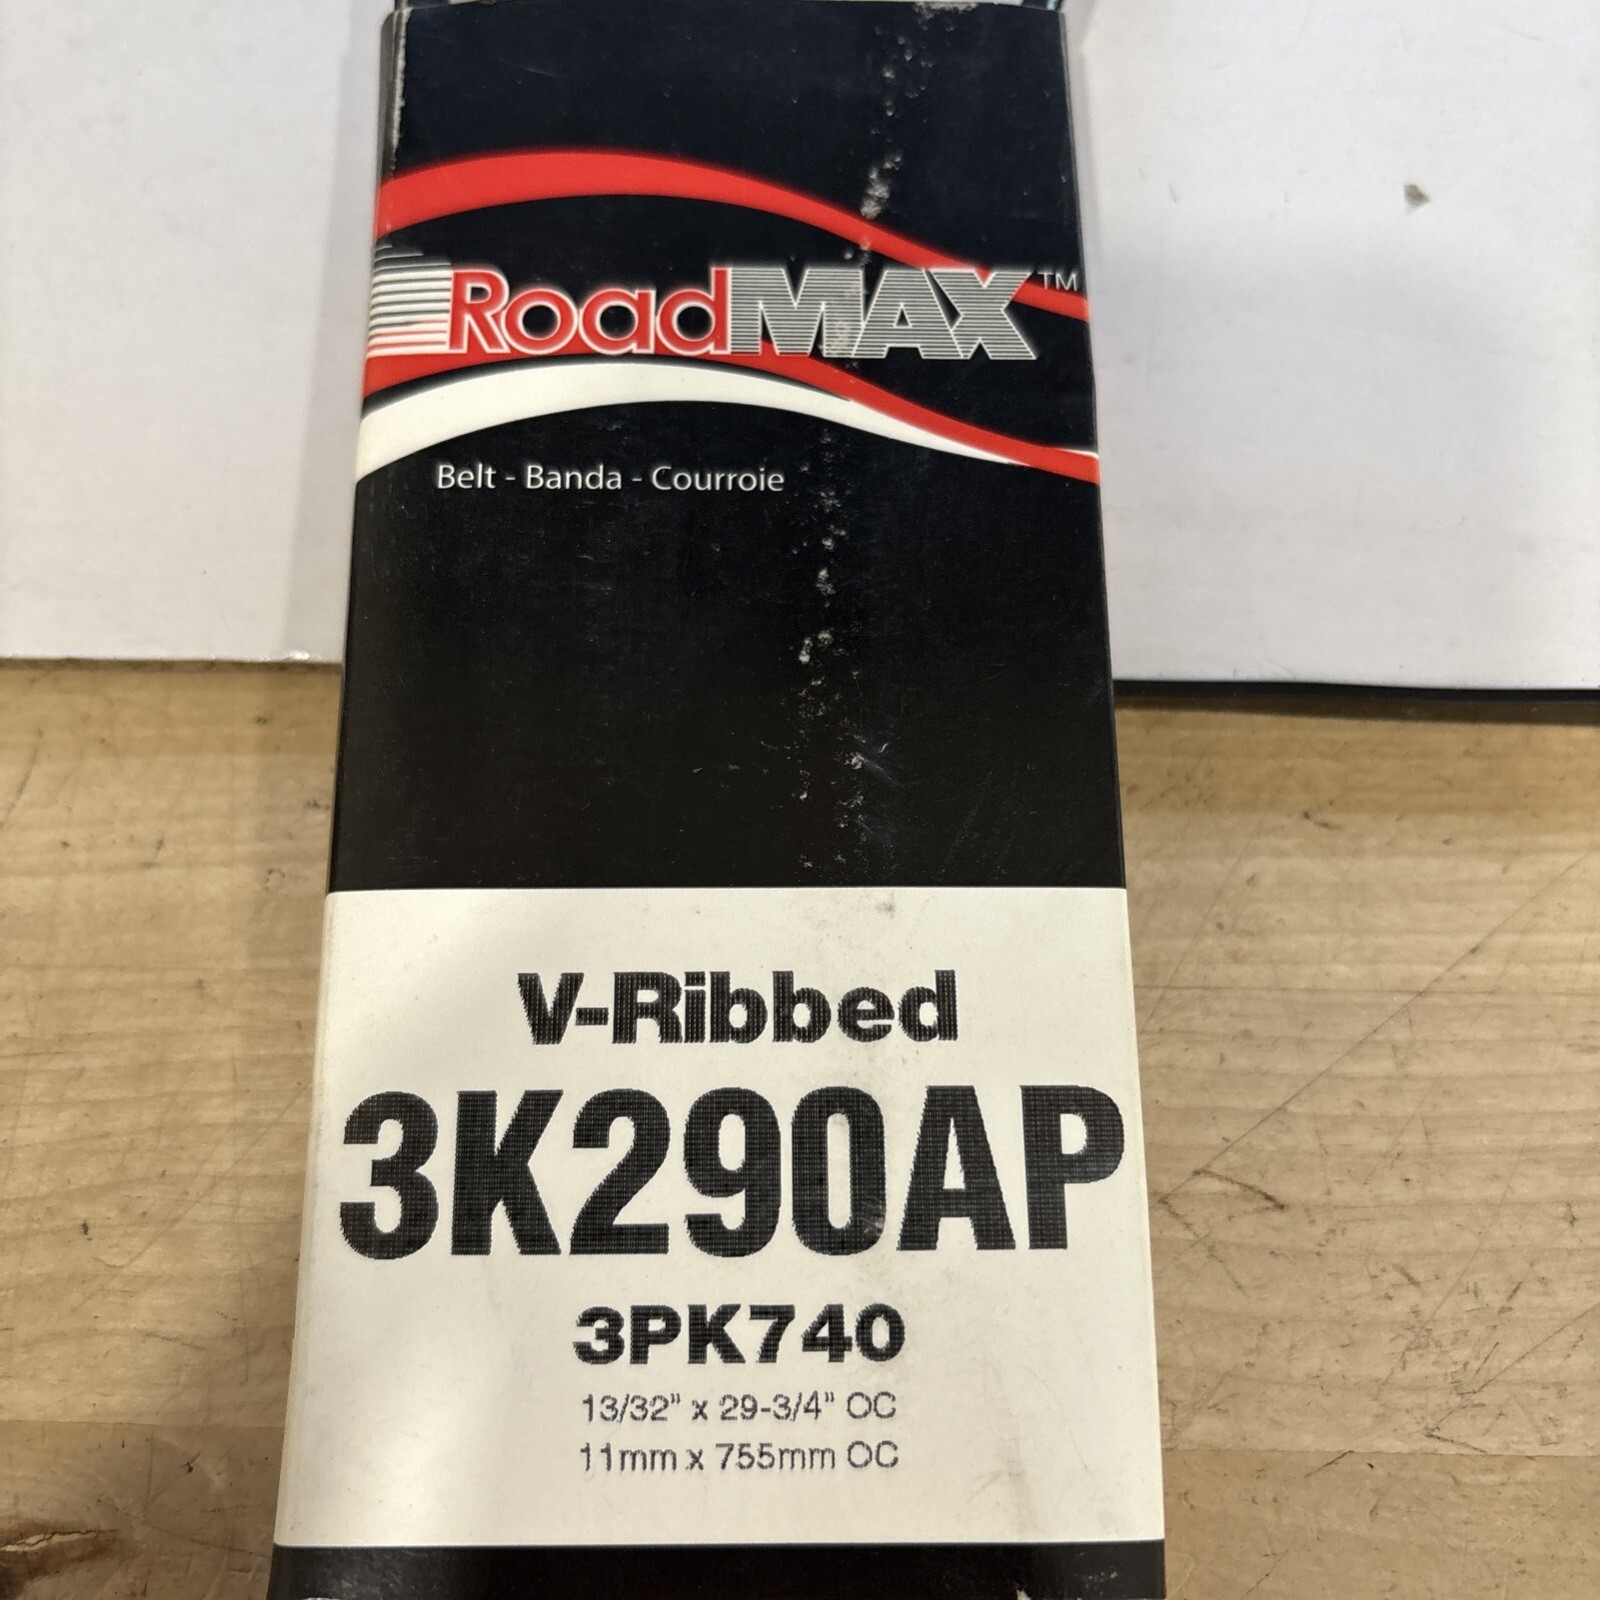 RoadMAX™
Belt - Banda - Courroie
V-Ribbed
3K290AP
3PK740
13/32" x 29-3/4" OC
11mm x 755mm OC